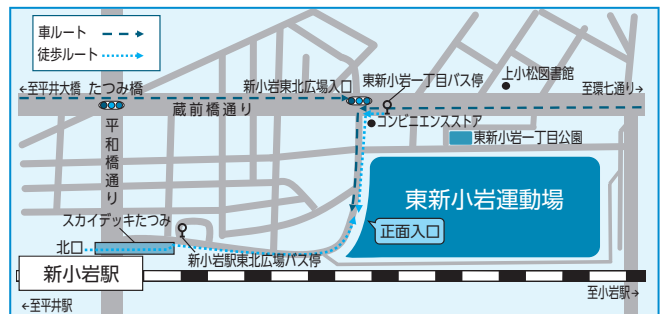 車ルート
徒歩ルート
←至平井大橋
たつみ橋
新小岩東北広場入口
東新小岩一丁目バス停
上小松図書館
至環七通り→
蔵前橋通り
コンビニエンスストア
東新小岩一丁目公園
平和橋通り
東新小岩運動場
正面入口
スカイデッキたつみ
北口
新小岩駅東北広場バス停
新小岩駅
至小岩駅→
←至平井駅